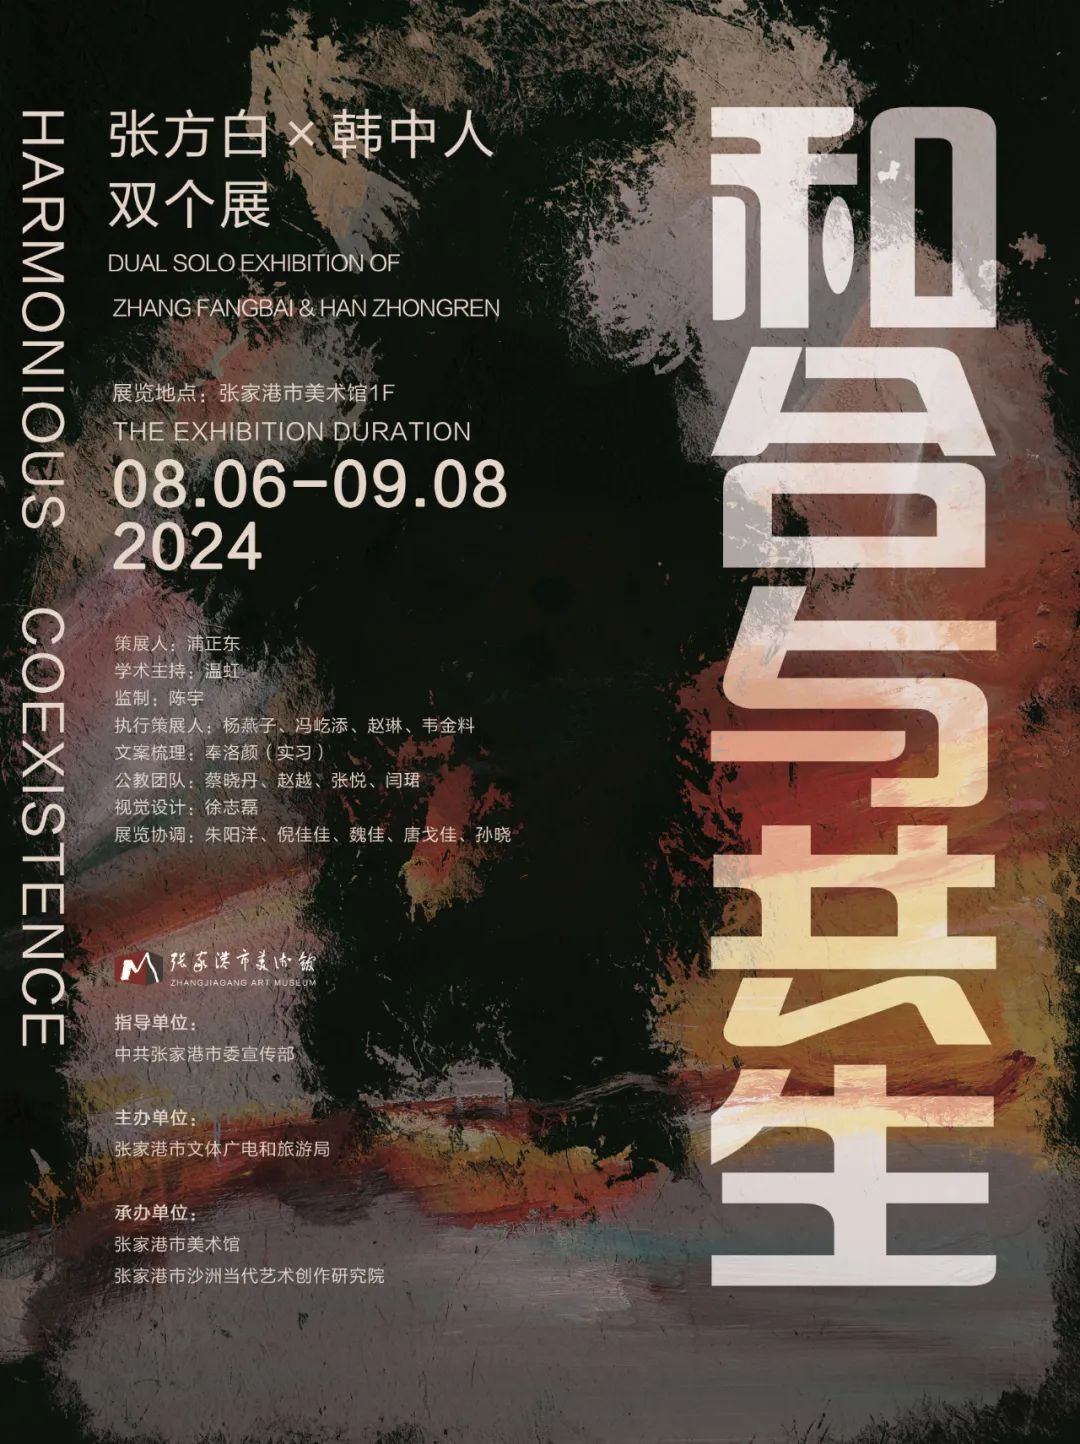 和合与共生
HARMONIOUS COEXISTENCE
张方白×韩中人
双个展
DUAL SOLO EXHIBITION OF
ZHANG FANGBAI & HAN ZHONGREN
展览地点：张家港市美术馆1F
THE EXHIBITION DURATION
08.06-09.08
2024
策展人：浦正东
学术主持：温虹
监制：陈宇
执行策展人：杨燕子、冯屹添、赵琳、韦金料
文案梳理：奉洛颜（实习）
公教团队：蔡晓丹、赵越、张悦、闫珺
视觉设计：徐志磊
展览协调：朱阳洋、倪佳佳、魏佳、唐戈佳、孙晓
张家港市美术馆
ZHANGJIAGANG ART MUSEUM
指导单位：
中共张家港市委宣传部
主办单位：
张家港市文体广电和旅游局
承办单位：
张家港市美术馆
张家港市沙洲当代艺术创作研究院